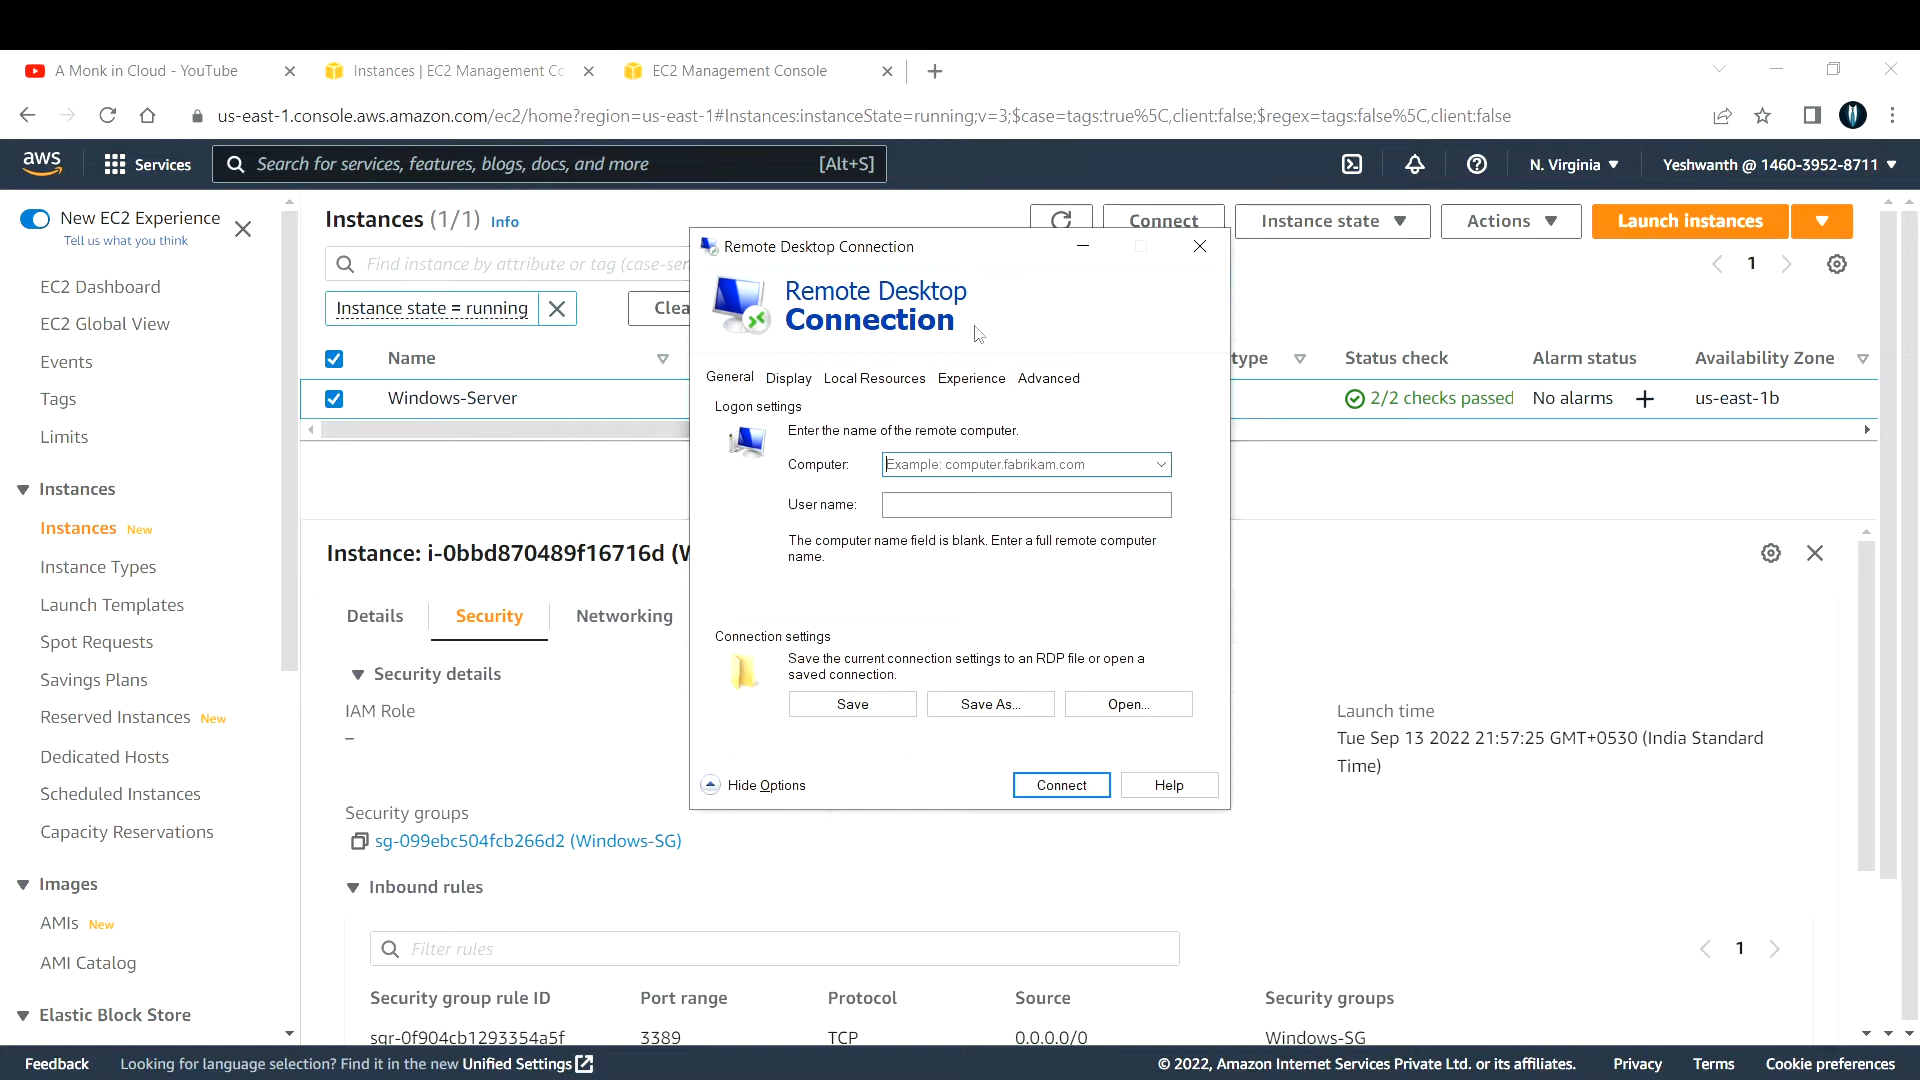 A Monk in Cloud - YouTube
Instances | EC2 Management Cc
EC2 Management Console
us-east-1.console.aws.amazon.com/ec2/home?region=us-east-1#Instances:instanceState=running;v=3;$case=tags:true%5C,client:false;$regex=tags:false%5C,client:false
aws
Services
Search for services, features, blogs, docs, and more
[Alt+S]
N. Virginia
Yeshwanth @ 1460-3952-8711
New EC2 Experience
Tell us what you think
EC2 Dashboard
EC2 Global View
Events
Tags
Limits
Instances
Instances New
Instance Types
Launch Templates
Spot Requests
Savings Plans
Reserved Instances New
Dedicated Hosts
Scheduled Instances
Capacity Reservations
Images
AMIs New
AMI Catalog
Elastic Block Store
Instances (1/1) Info
Connect
Instance state
Actions
Launch instances
Find instance by attribute or tag (case-sen
1
Instance state = running
Clea
Name
type
Status check
Alarm status
Availability Zone
Windows-Server
2/2 checks passed
No alarms
us-east-1b
Remote Desktop Connection
Remote Desktop
Connection
General
Display
Local Resources
Experience
Advanced
Logon settings
Enter the name of the remote computer.
Computer:
Example: computer.fabrikam.com
User name:
The computer name field is blank. Enter a full remote computer
name.
Connection settings
Save the current connection settings to an RDP file or open a
saved connection.
Save
Save As...
Open...
Hide Options
Connect
Help
Instance: i-0bbd870489f16716d (W
Details
Security
Networking
Security details
IAM Role
–
Launch time
Tue Sep 13 2022 21:57:25 GMT+0530 (India Standard
Time)
Security groups
sg-099ebc504fcb266d2 (Windows-SG)
Inbound rules
Filter rules
1
Security group rule ID
Port range
Protocol
Source
Security groups
sgr-0f904cb1293354a5f
3389
TCP
0.0.0.0/0
Windows-SG
Feedback
Looking for language selection? Find it in the new Unified Settings
© 2022, Amazon Internet Services Private Ltd. or its affiliates.
Privacy
Terms
Cookie preferences